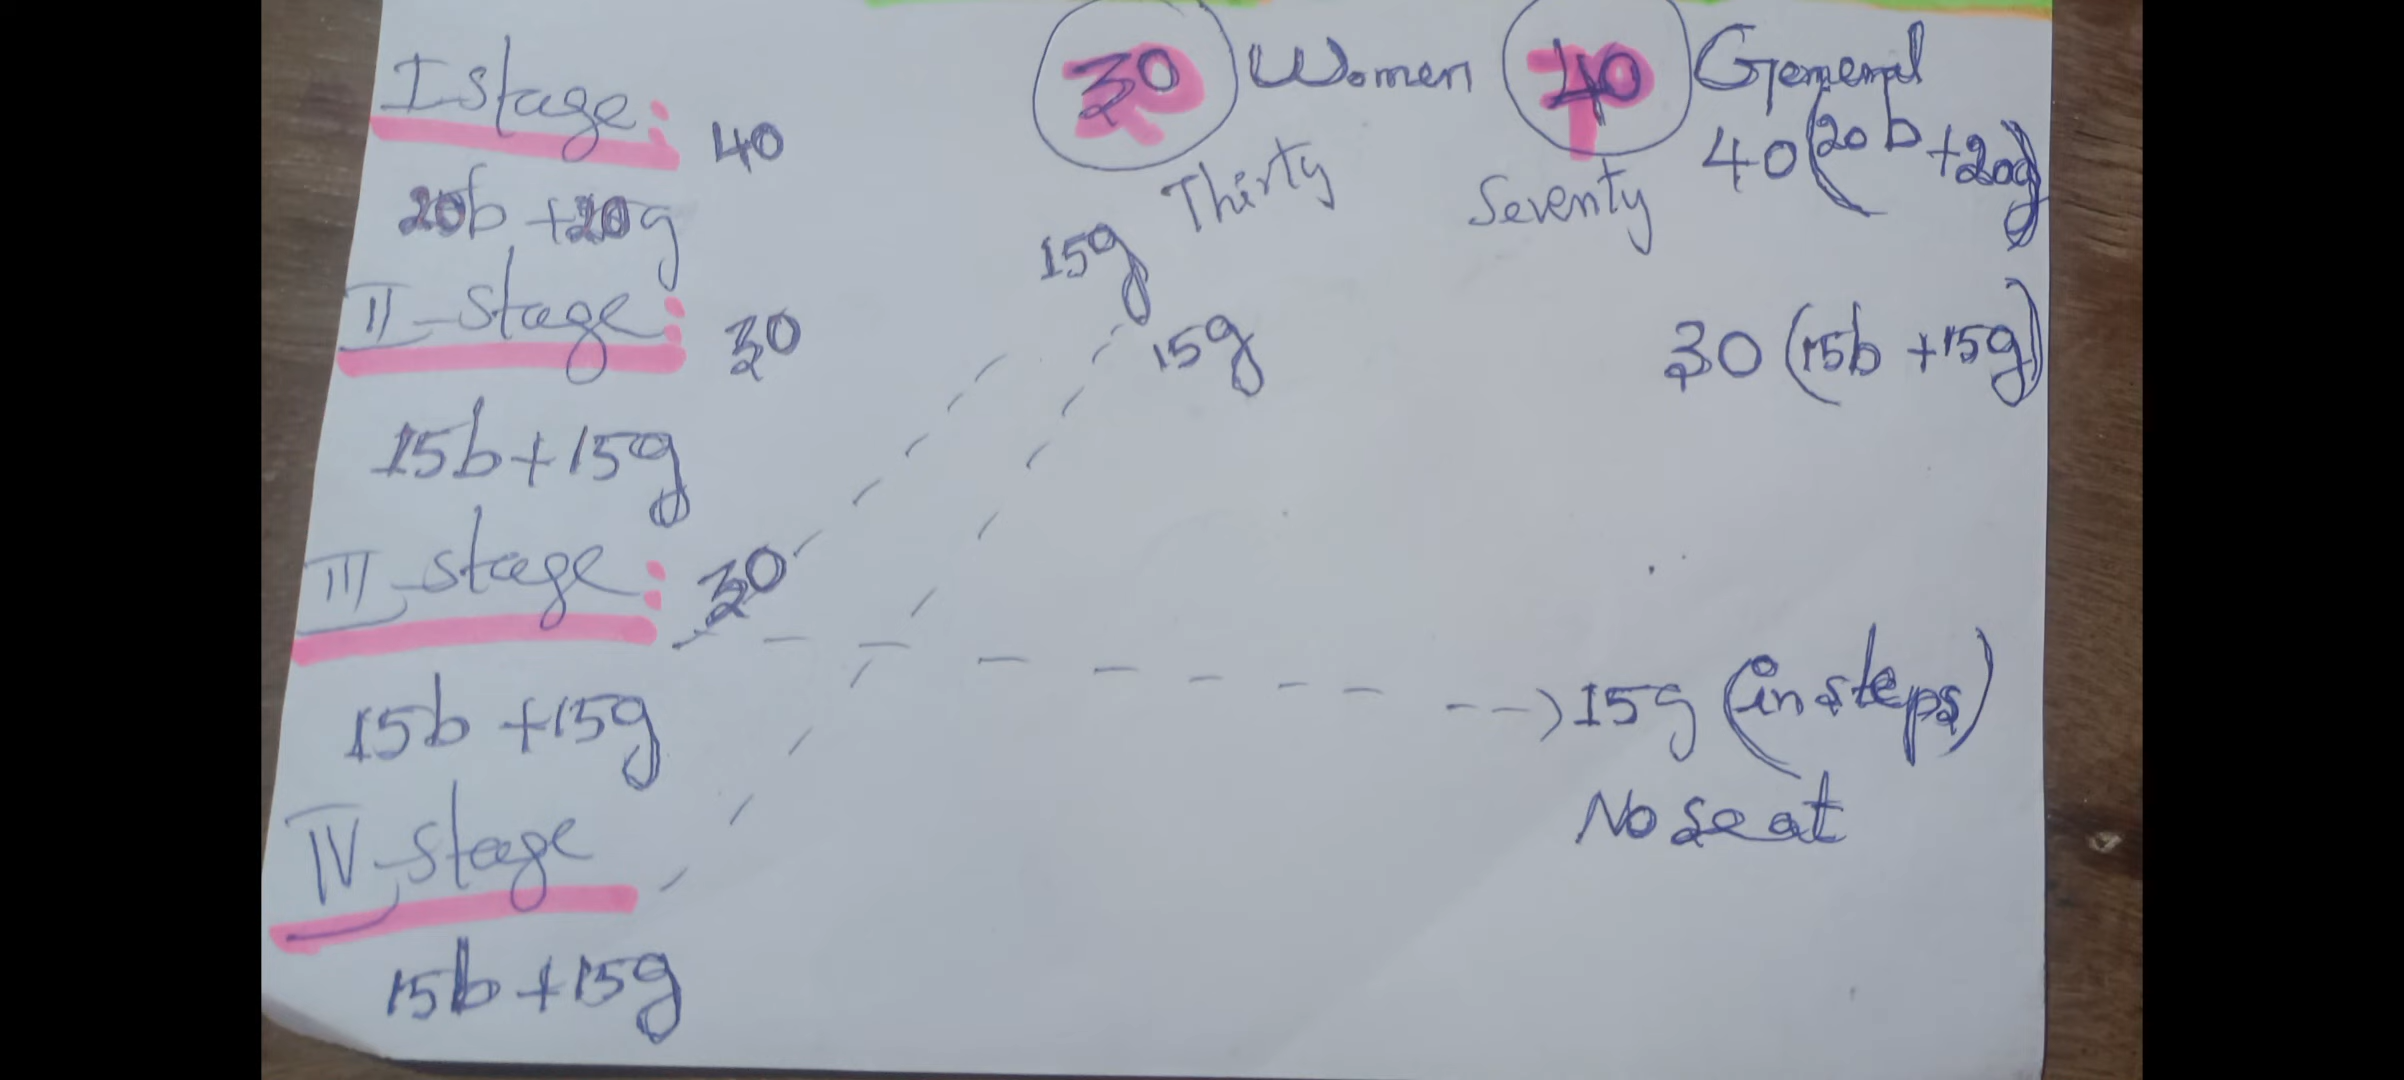 I stage:
40
20b + 20g
II - stage:
30
15b + 15g
III - stage:
30
15b + 15g
IV - stage
15b + 15g
30 Women
Thirty
15g
15g
General
Seventy
40 (20b + 20g)
30 (15b + 15g)
15g (in steps)
No seat